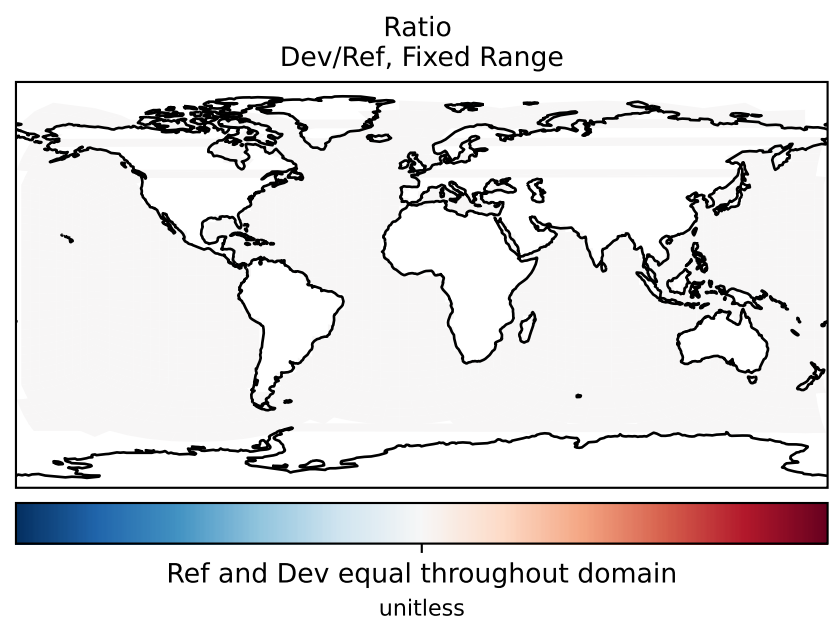 Ratio
Dev/Ref, Fixed Range
Ref and Dev equal throughout domain
unitless